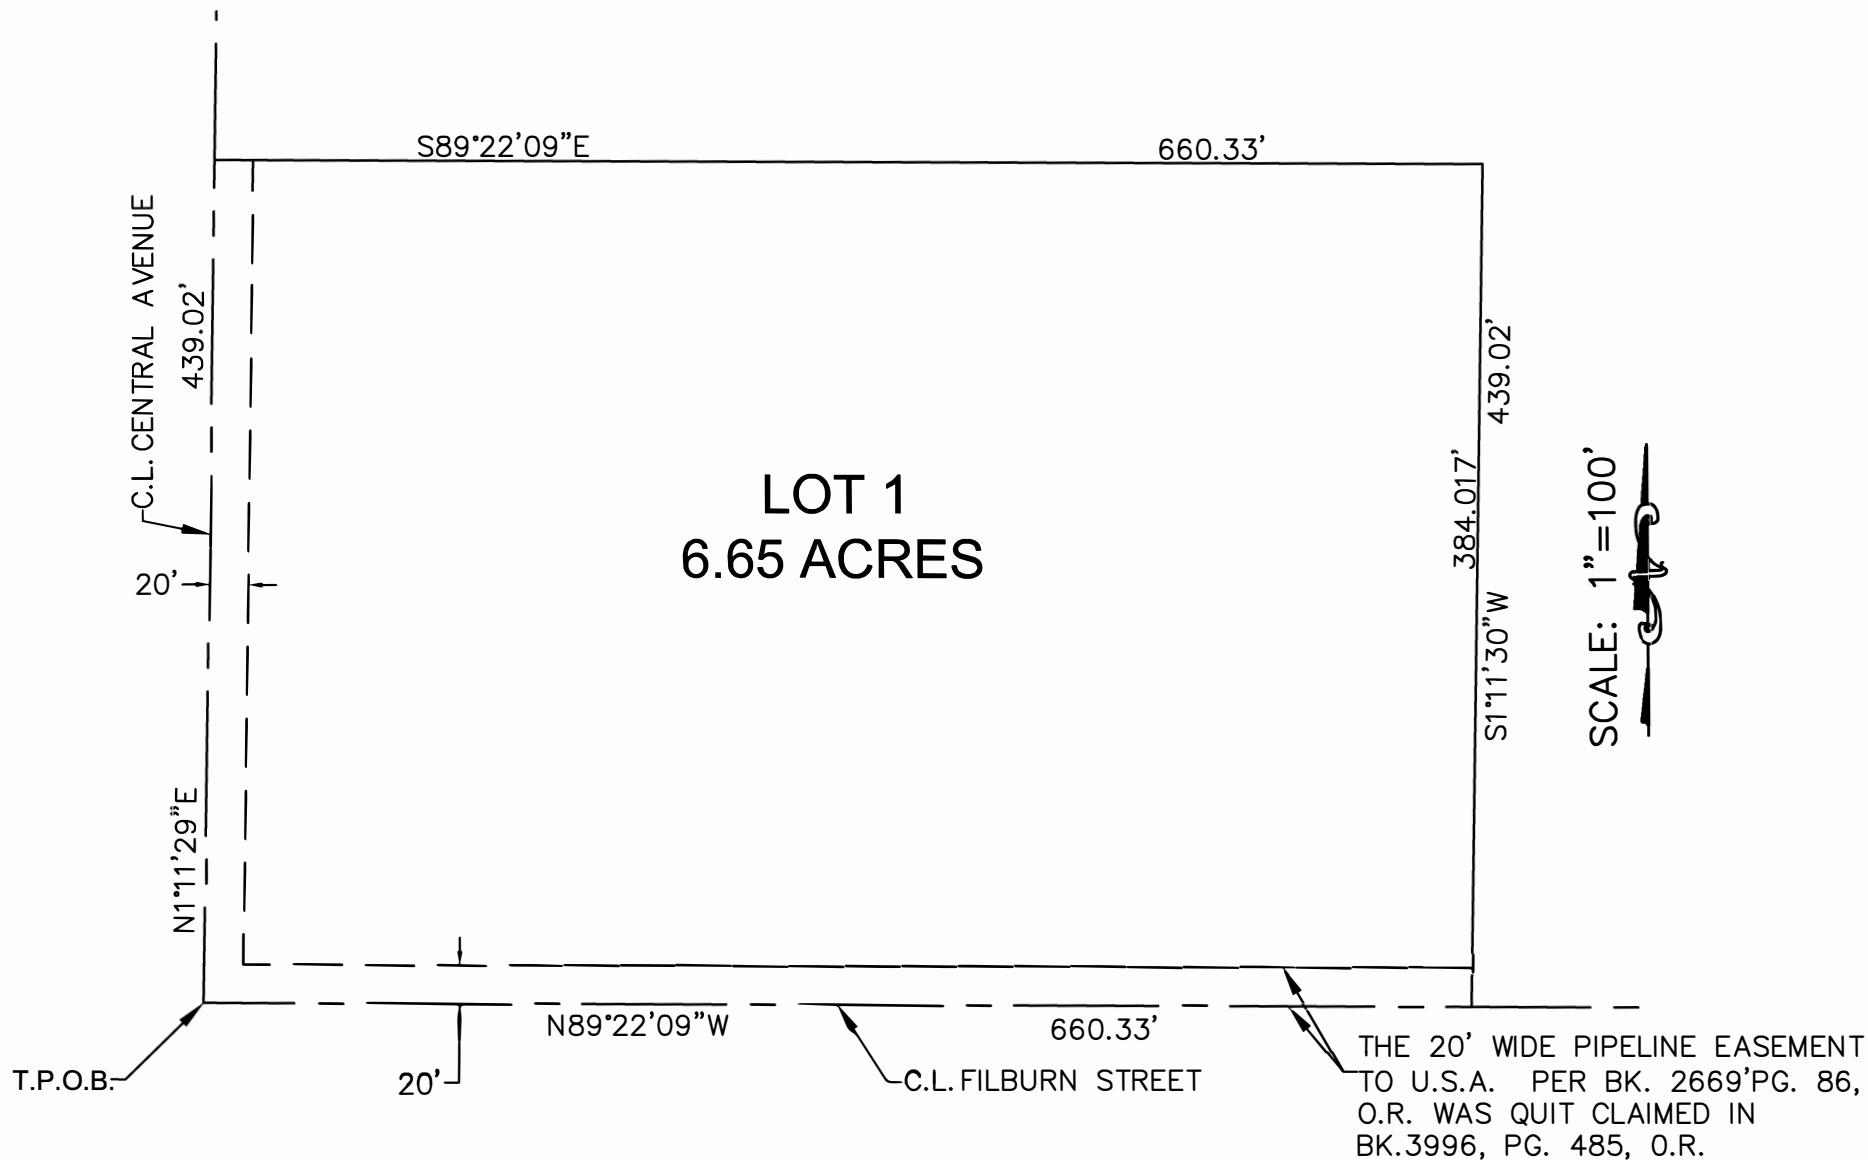 S89°22'09"E
660.33'
C.L. CENTRAL AVENUE
439.02'
439.02'
384.017'
LOT 1
6.65 ACRES
SCALE: 1"=100'
20'
S1°11'30"W
N1°11'29"E
N89°22'09"W
660.33'
T.P.O.B.
20'
C.L. FILBURN STREET
THE 20' WIDE PIPELINE EASEMENT
TO U.S.A. PER BK. 2669'PG. 86,
O.R. WAS QUIT CLAIMED IN
BK.3996, PG. 485, O.R.